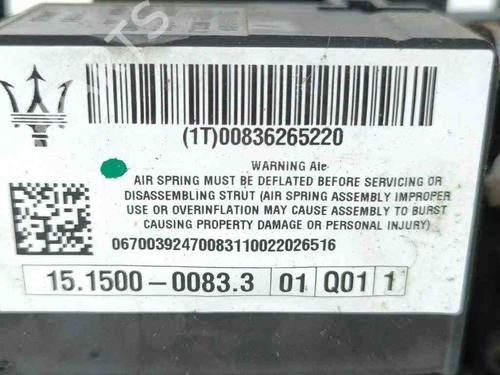 (1T)00836265220
WARNING Ale
AIR SPRING MUST BE DEFLATED BEFORE SERVICING OR
DISASSEMBLING STRUT (AIR SPRING ASSEMBLY IMPROPER
USE OR OVERINFLATION MAY CAUSE ASSEMBLY TO BURST
CAUSING PROPERTY DAMAGE OR PERSONAL INJURY)
06700392470083110022026516
15.1500-0083.3 01 Q01 1